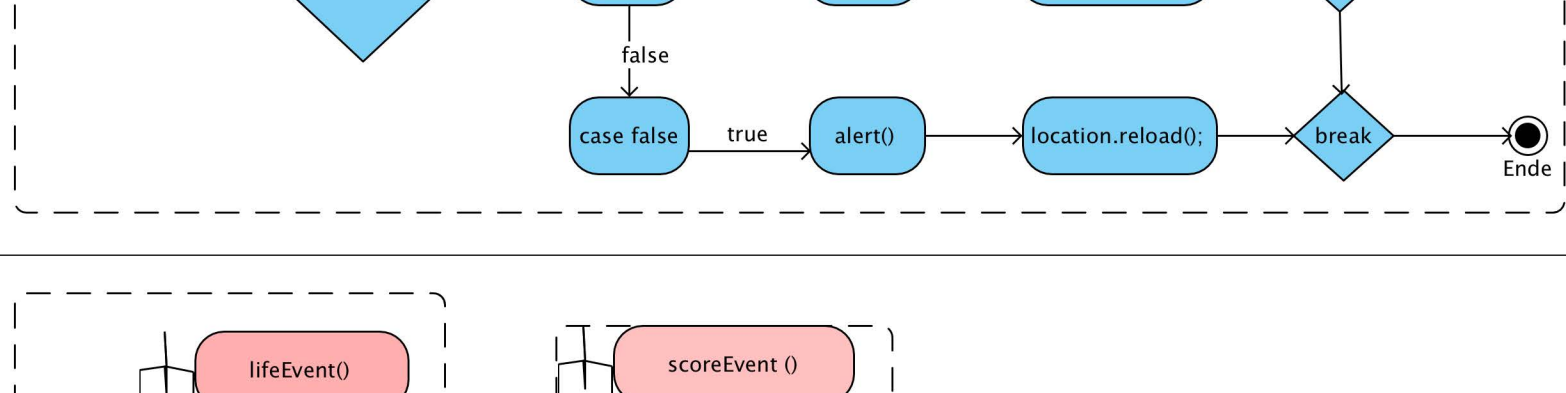 false
case false
true
alert()
location.reload();
break
Ende
lifeEvent()
scoreEvent ()